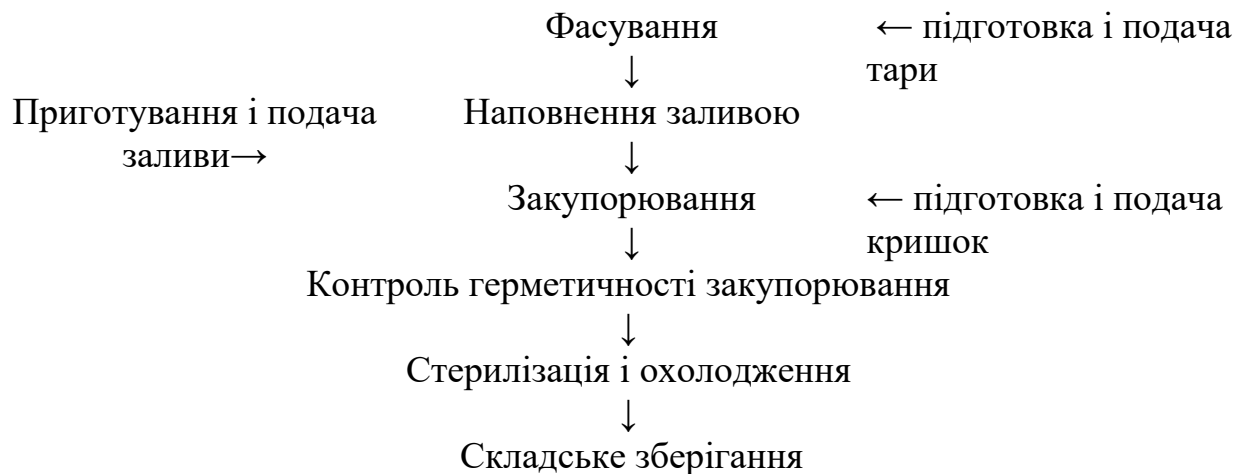 Фасування ← підготовка і подача
↓ тари
Приготування і подача Наповнення заливою
заливи→ ↓
Закупорювання ← підготовка і подача
↓ кришок
Контроль герметичності закупорювання
↓
Стерилізація і охолодження
↓
Складське зберігання